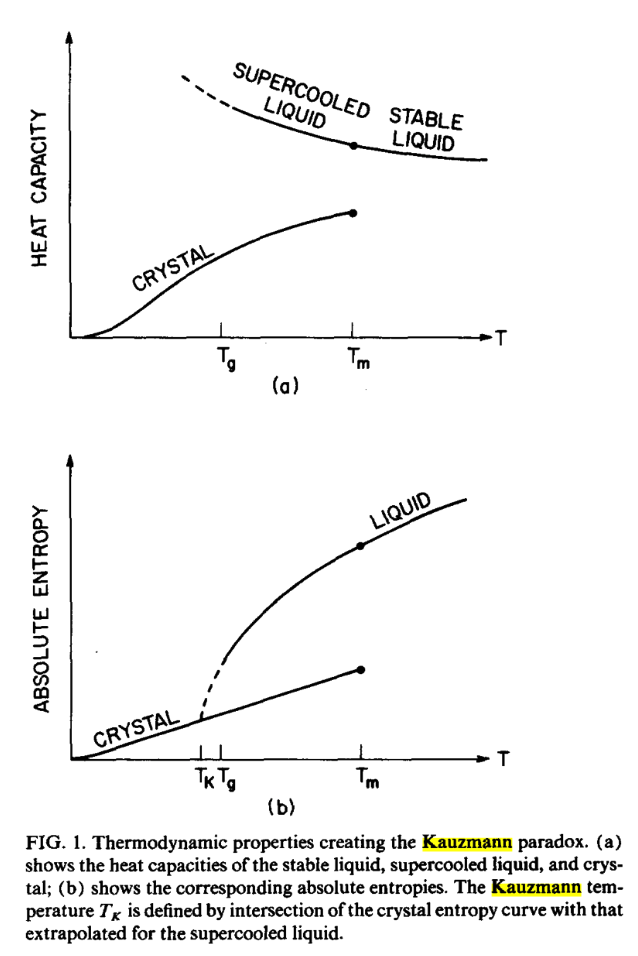 HEAT CAPACITY
SUPERCOOLED
LIQUID
STABLE
LIQUID
CRYSTAL
T
Tg
Tm
(a)
ABSOLUTE ENTROPY
LIQUID
CRYSTAL
T
TK Tg
Tm
(b)
FIG. 1. Thermodynamic properties creating the Kauzmann paradox. (a)
shows the heat capacities of the stable liquid, supercooled liquid, and crys-
tal; (b) shows the corresponding absolute entropies. The Kauzmann tem-
perature TK is defined by intersection of the crystal entropy curve with that
extrapolated for the supercooled liquid.